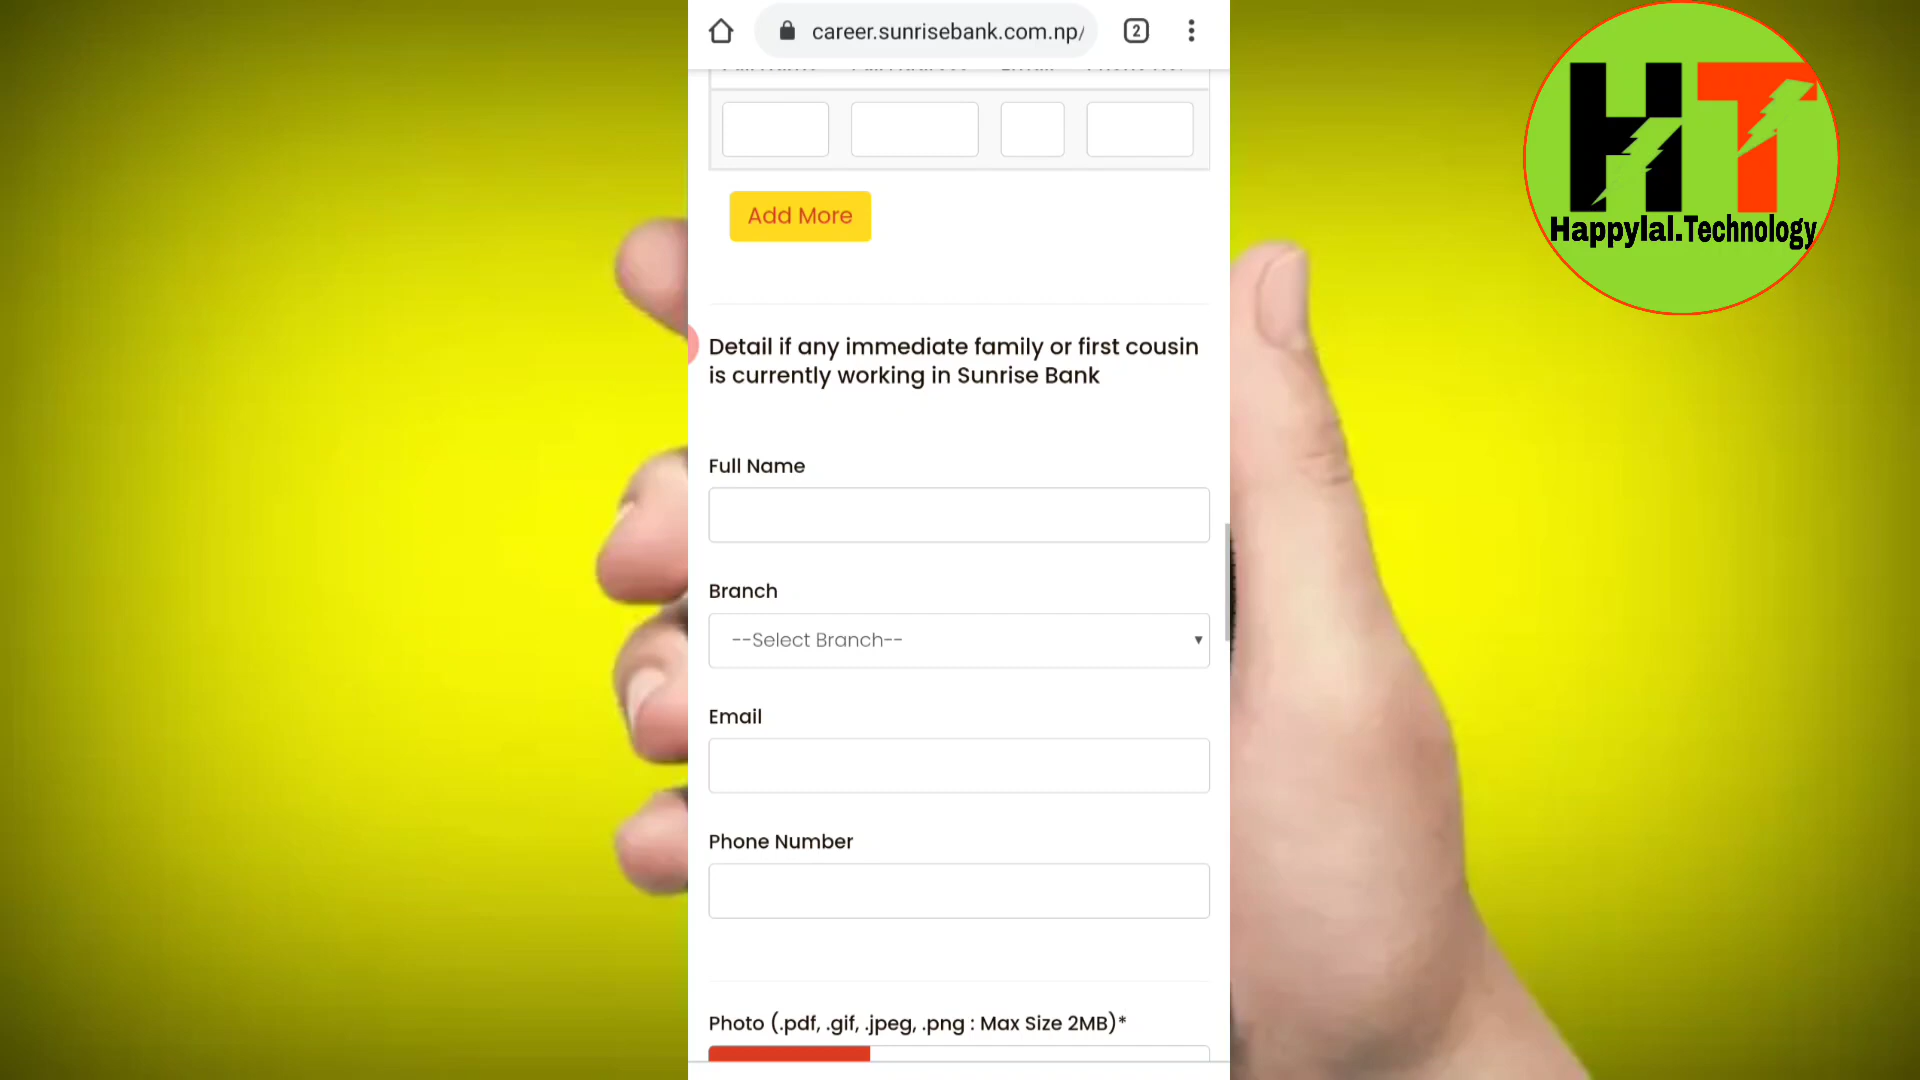 career.sunrisebank.com.np/
2
HT
Happylal.Technology
Add More
Detail if any immediate family or first cousin
is currently working in Sunrise Bank
Full Name
Branch
--Select Branch--
Email
Phone Number
Photo (.pdf, .gif, .jpeg, .png : Max Size 2MB)*